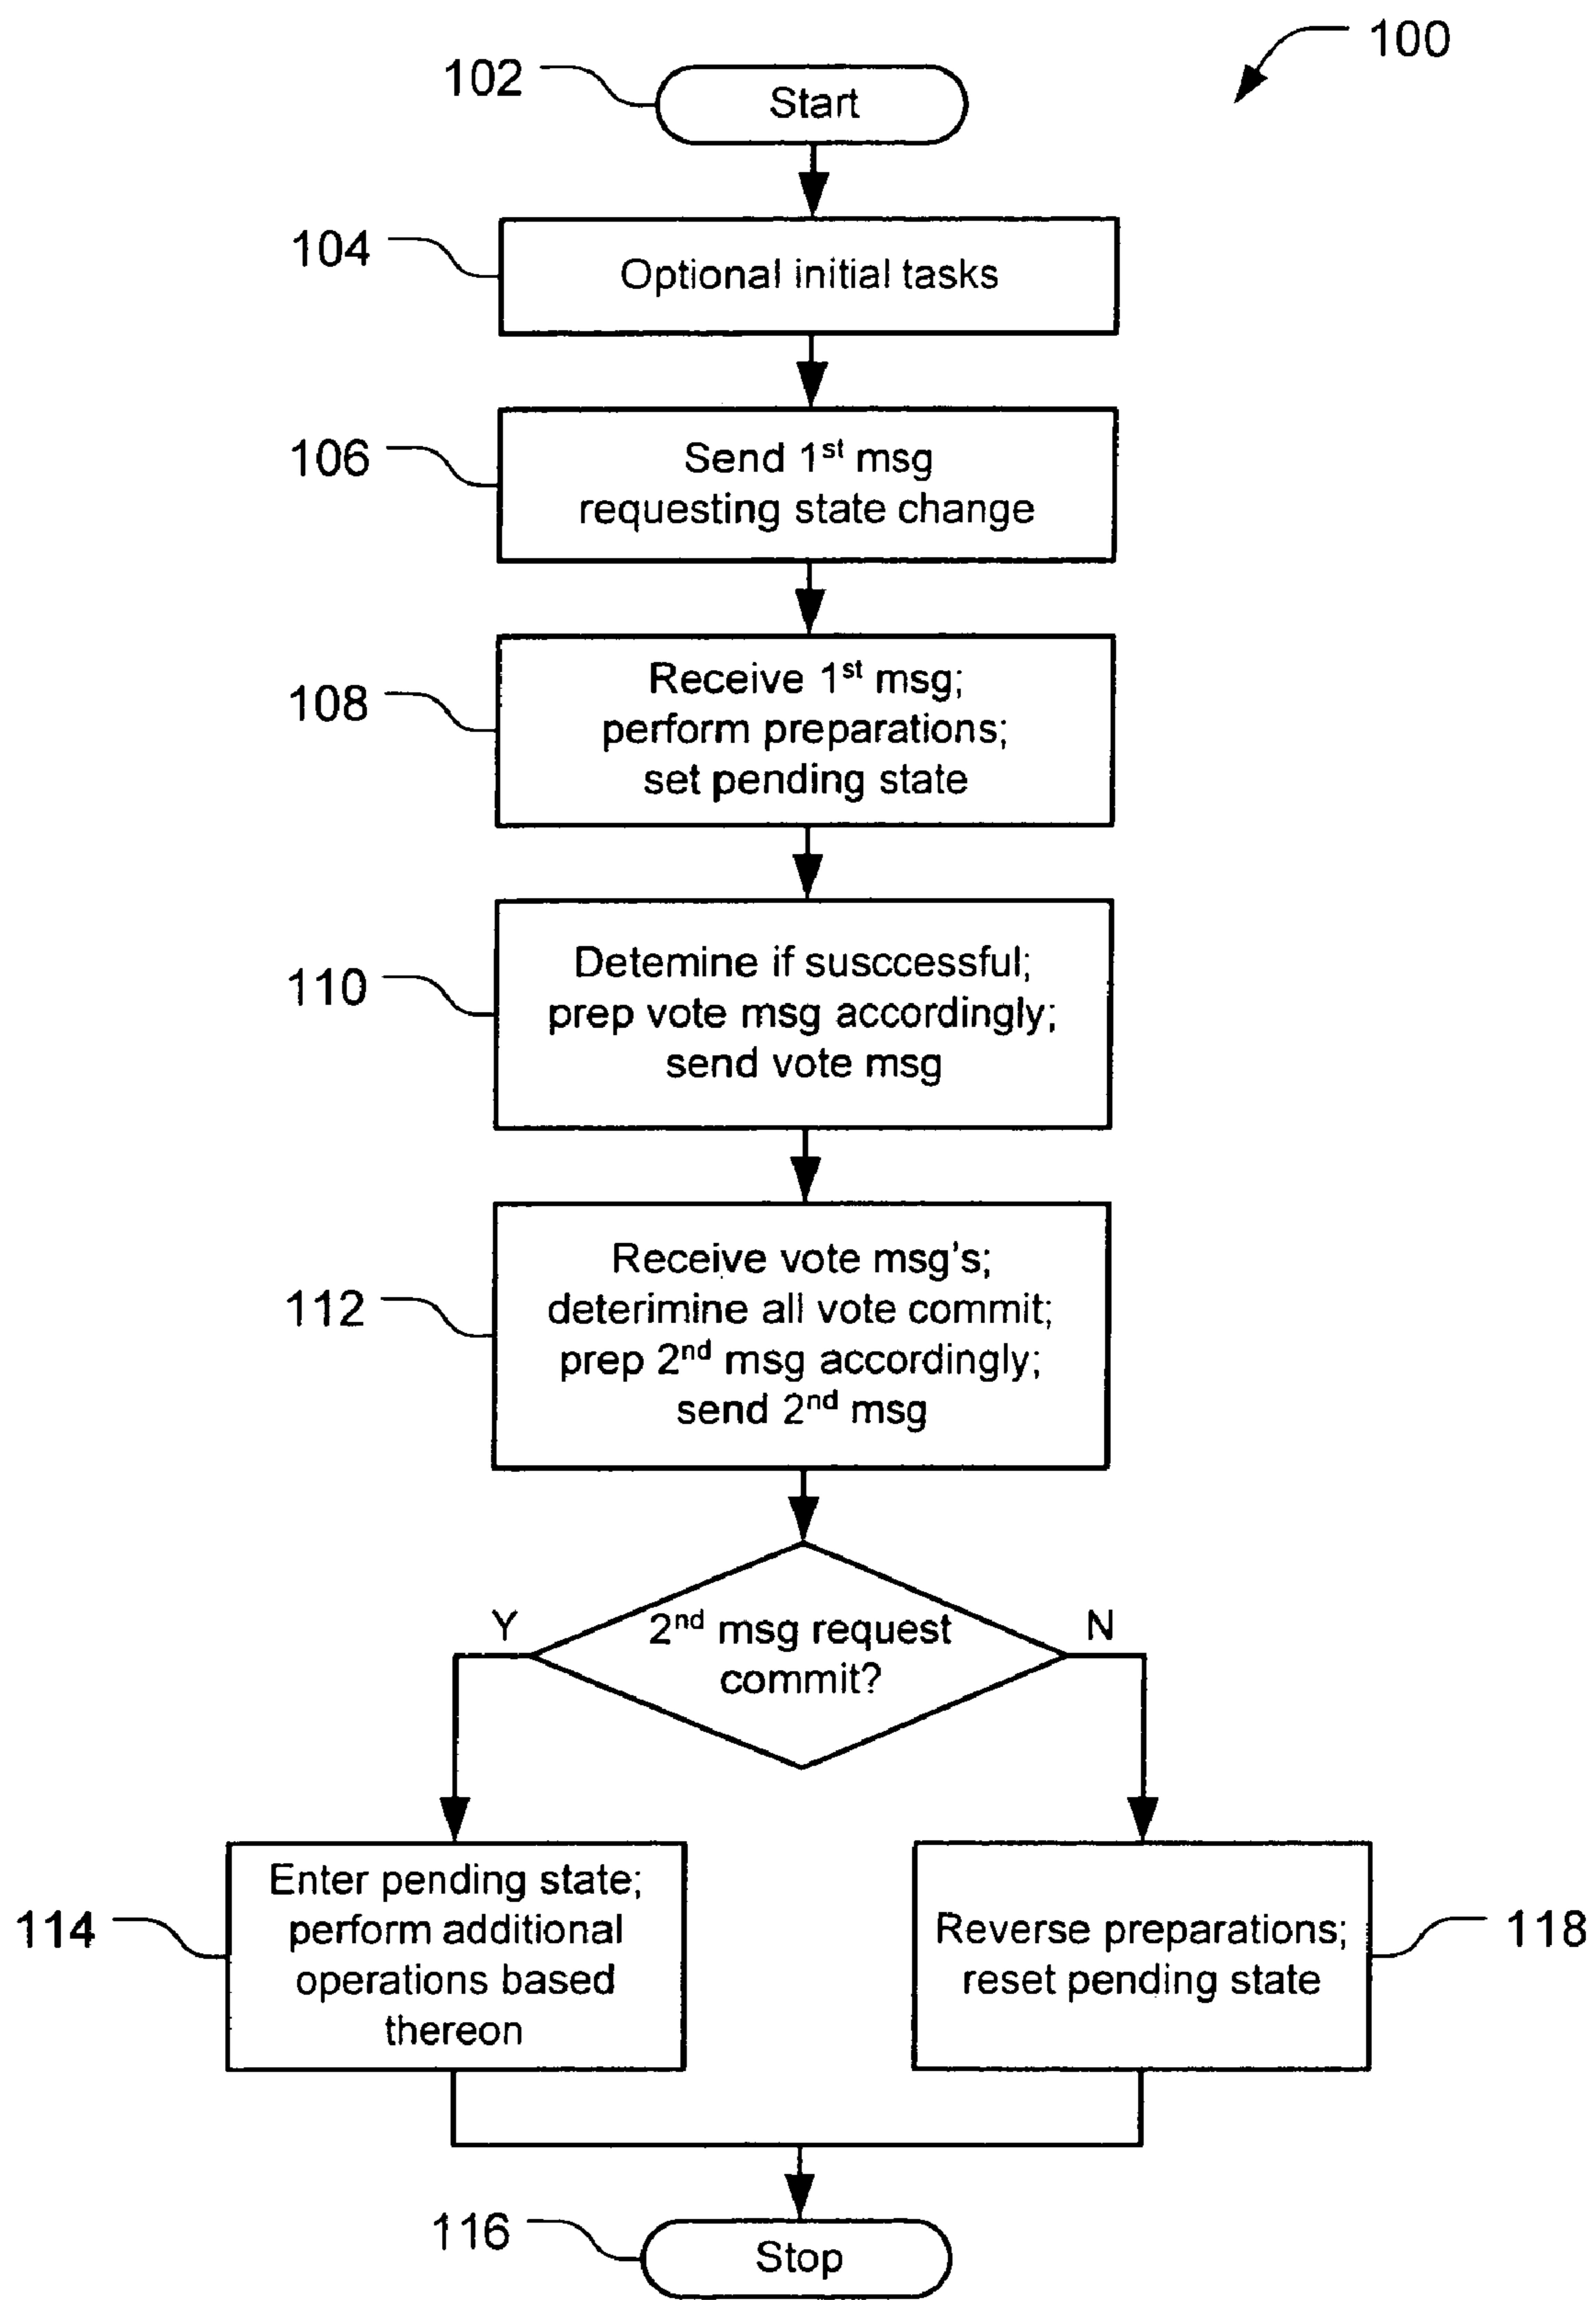 100
102
Start
104
Optional initial tasks
106
Send 1st msg
requesting state change
108
Receive 1st msg;
perform preparations;
set pending state
110
Detemine if susccessful;
prep vote msg accordingly;
send vote msg
112
Receive vote msg's;
deterimine all vote commit;
prep 2nd msg accordingly;
send 2nd msg
Y
2nd msg request
commit?
N
114
Enter pending state;
perform additional
operations based
thereon
Reverse preparations;
reset pending state
118
116
Stop